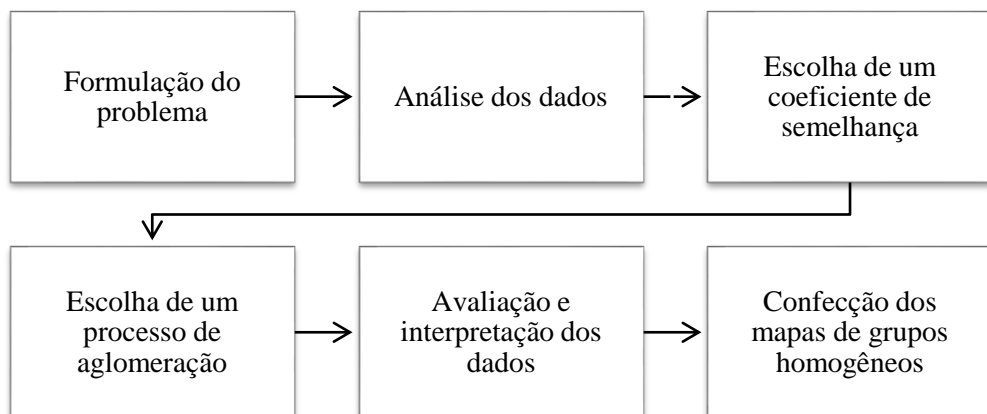 Formulação do
problema
Análise dos dados
Escolha de um
coeficiente de
semelhança
Escolha de um
processo de
aglomeração
Avaliação e
interpretação dos
dados
Confecção dos
mapas de grupos
homogêneos